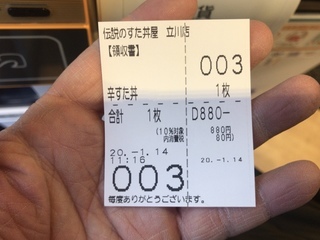 伝説のすた丼屋 立川店
【領収書】
003
辛すた丼 1枚
合計 1枚 D880-
(10%対象 880円
内消費税 80円)
20.-1.14
11:16
20.-1.14
003
毎度ありがとうございます。